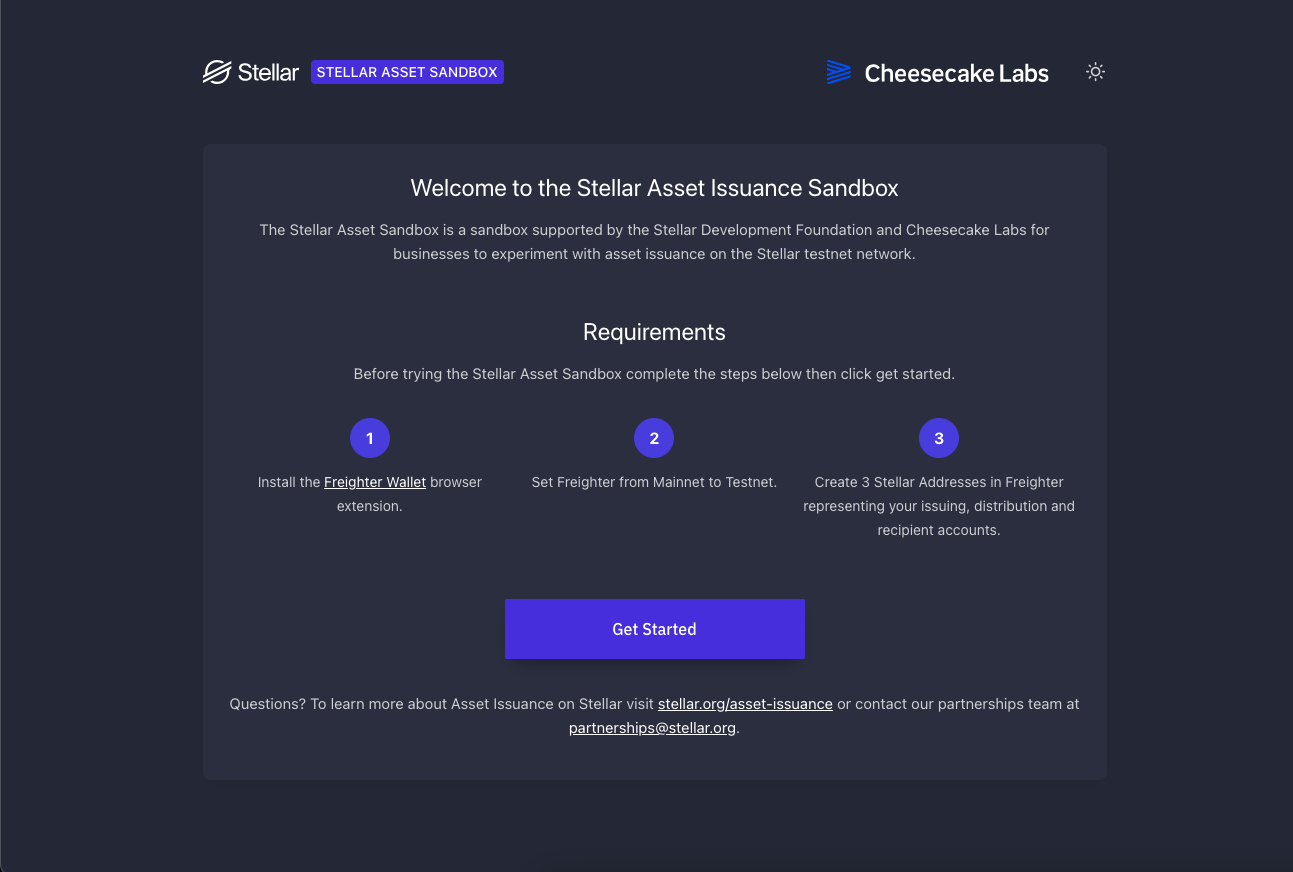 Stellar STELLAR ASSET SANDBOX
Cheesecake Labs
Welcome to the Stellar Asset Issuance Sandbox
The Stellar Asset Sandbox is a sandbox supported by the Stellar Development Foundation and Cheesecake Labs for
businesses to experiment with asset issuance on the Stellar testnet network.
Requirements
Before trying the Stellar Asset Sandbox complete the steps below then click get started.
1
Install the Freighter Wallet browser
extension.
2
Set Freighter from Mainnet to Testnet.
3
Create 3 Stellar Addresses in Freighter
representing your issuing, distribution and
recipient accounts.
Get Started
Questions? To learn more about Asset Issuance on Stellar visit stellar.org/asset-issuance or contact our partnerships team at
partnerships@stellar.org.